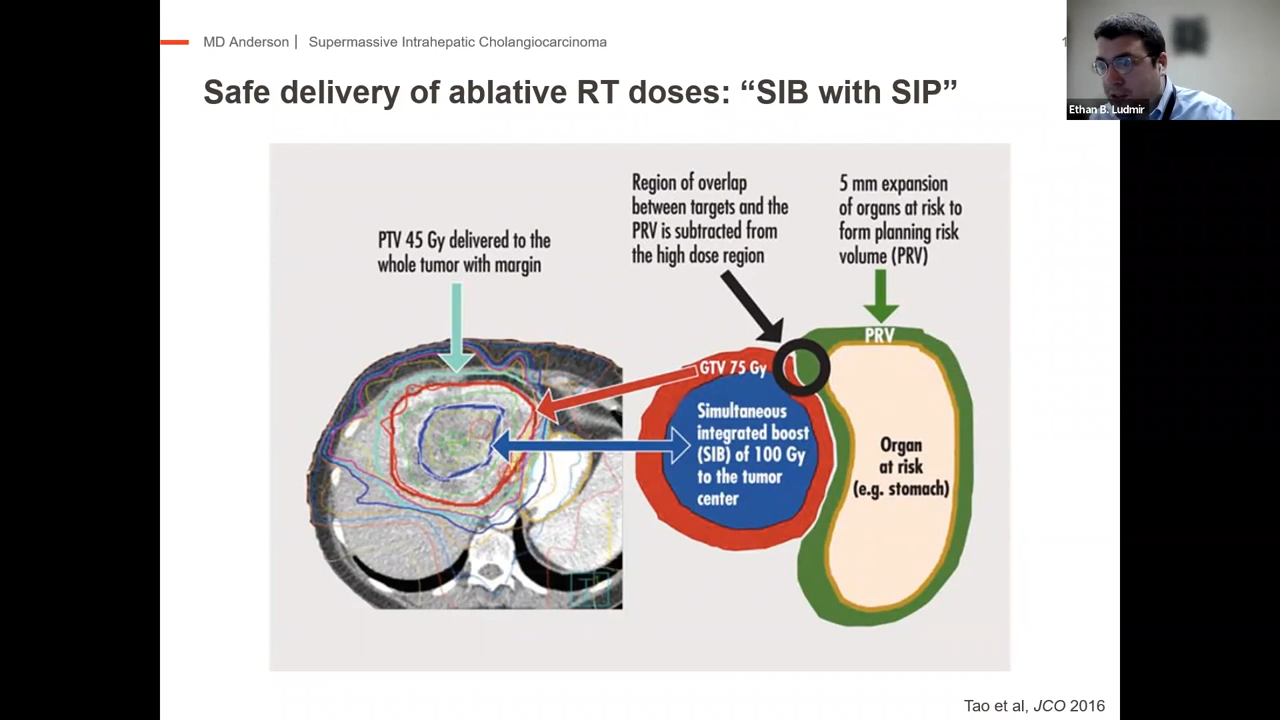 MD Anderson | Supermassive Intrahepatic Cholangiocarcinoma
Ethan B. Ludmir
Safe delivery of ablative RT doses: “SIB with SIP”
PTV 45 Gy delivered to the
whole tumor with margin
Region of overlap
between targets and the
PRV is subtracted from
the high dose region
5 mm expansion
of organs at risk to
form planning risk
volume (PRV)
PRV
GTV 75 Gy
Simultaneous
integrated boost
(SIB) of 100 Gy
to the tumor
center
Organ
at risk
(e.g. stomach)
Tao et al, JCO 2016